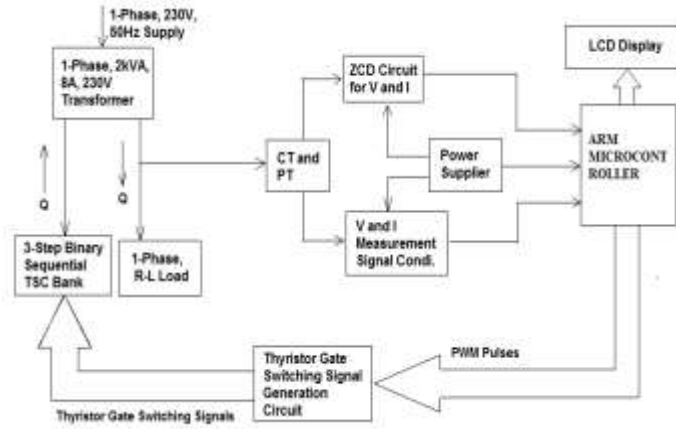 1-Phase, 230V,
50Hz Supply
1-Phase, 2kVA,
8A, 230V
Transformer
ZCD Circuit
for V and I
LCD Display
CT and
PT
Power
Supplier
ARM
MICROCONT
ROLLER
Q
Q
3-Step Binary
Sequential
TSC Bank
1-Phase,
R-L Load
V and I
Measurement
Signal Condi.
Thyristor Gate
Switching Signal
Generation
Circuit
PWM Pulses
Thyristor Gate Switching Signals